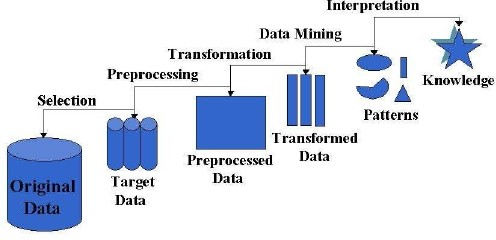 Interpretation
Data Mining
Transformation
Preprocessing
Selection
Original
Data
Target
Data
Preprocessed
Data
Transformed
Data
Patterns
Knowledge